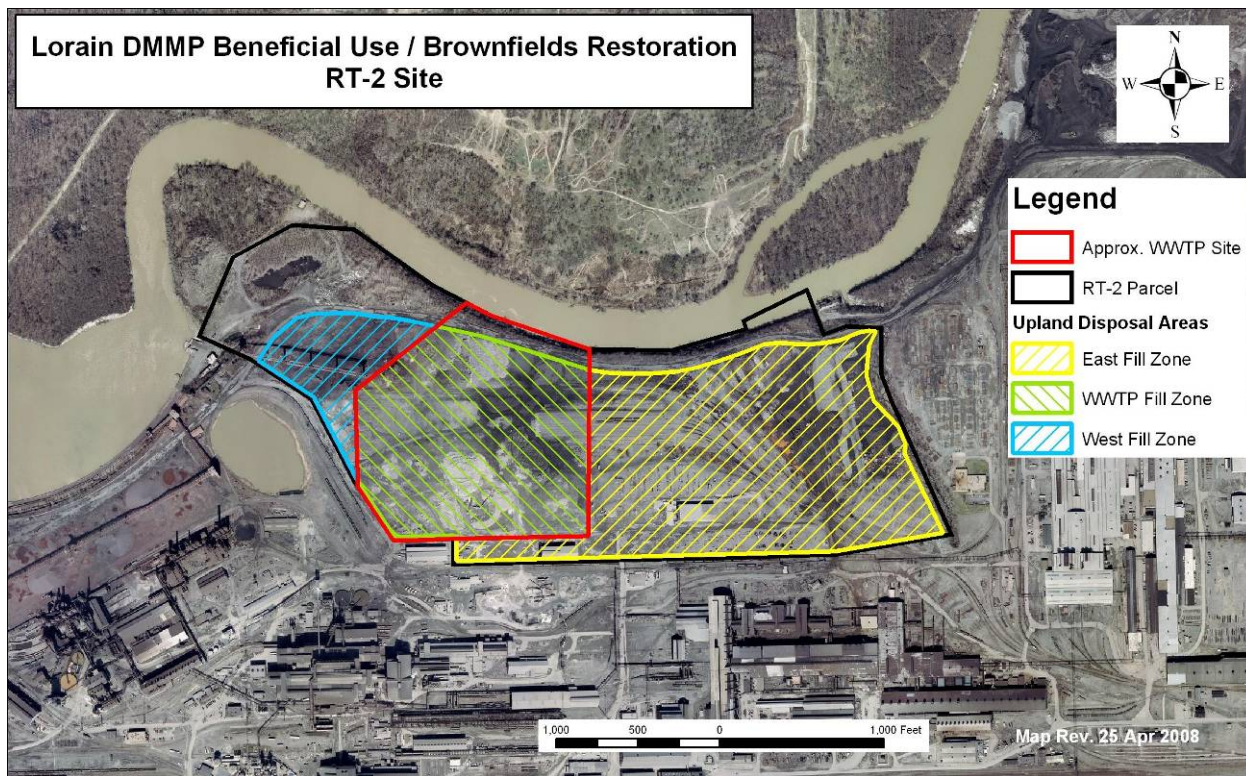 Lorain DMMP Beneficial Use / Brownfields Restoration
RT-2 Site
N
W E
S
Legend
Approx. WWTP Site
RT-2 Parcel
Upland Disposal Areas
East Fill Zone
WWTP Fill Zone
West Fill Zone
1,000 500 0 1,000 Feet
Map Rev. 25 Apr 2008